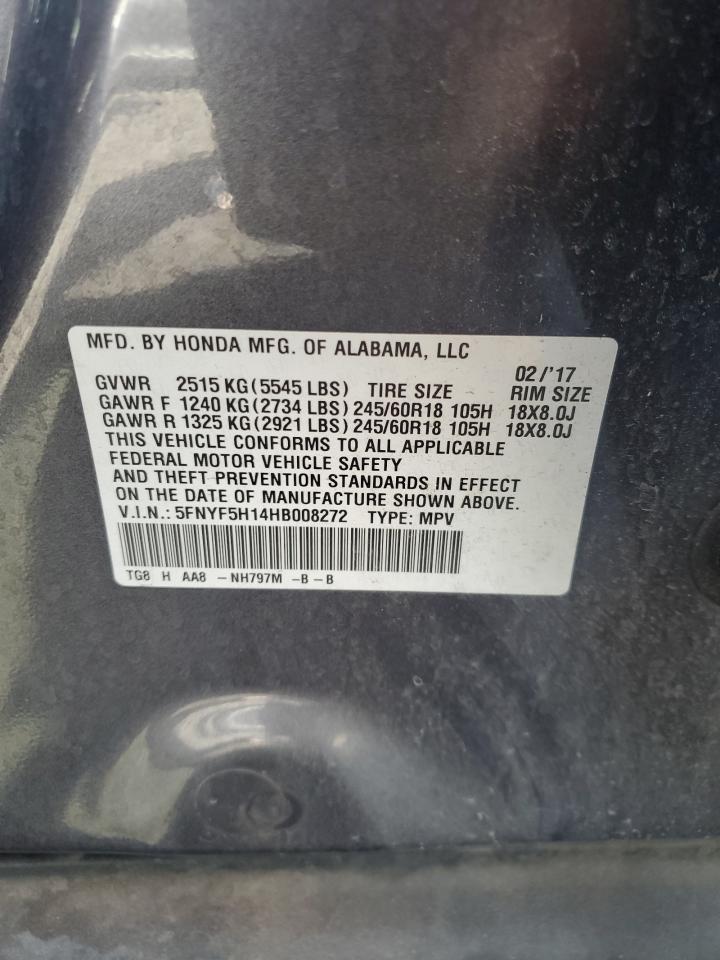 MFD. BY HONDA MFG. OF ALABAMA, LLC
02/'17
GVWR 2515 KG (5545 LBS) TIRE SIZE RIM SIZE
GAWR F 1240 KG (2734 LBS) 245/60R18 105H 18X8.0J
GAWR R 1325 KG (2921 LBS) 245/60R18 105H 18X8.0J
THIS VEHICLE CONFORMS TO ALL APPLICABLE
FEDERAL MOTOR VEHICLE SAFETY
AND THEFT PREVENTION STANDARDS IN EFFECT
ON THE DATE OF MANUFACTURE SHOWN ABOVE.
V.I.N.: 5FNYF5H14HB008272 TYPE: MPV
TG8 H AA8 - NH797M - B - B